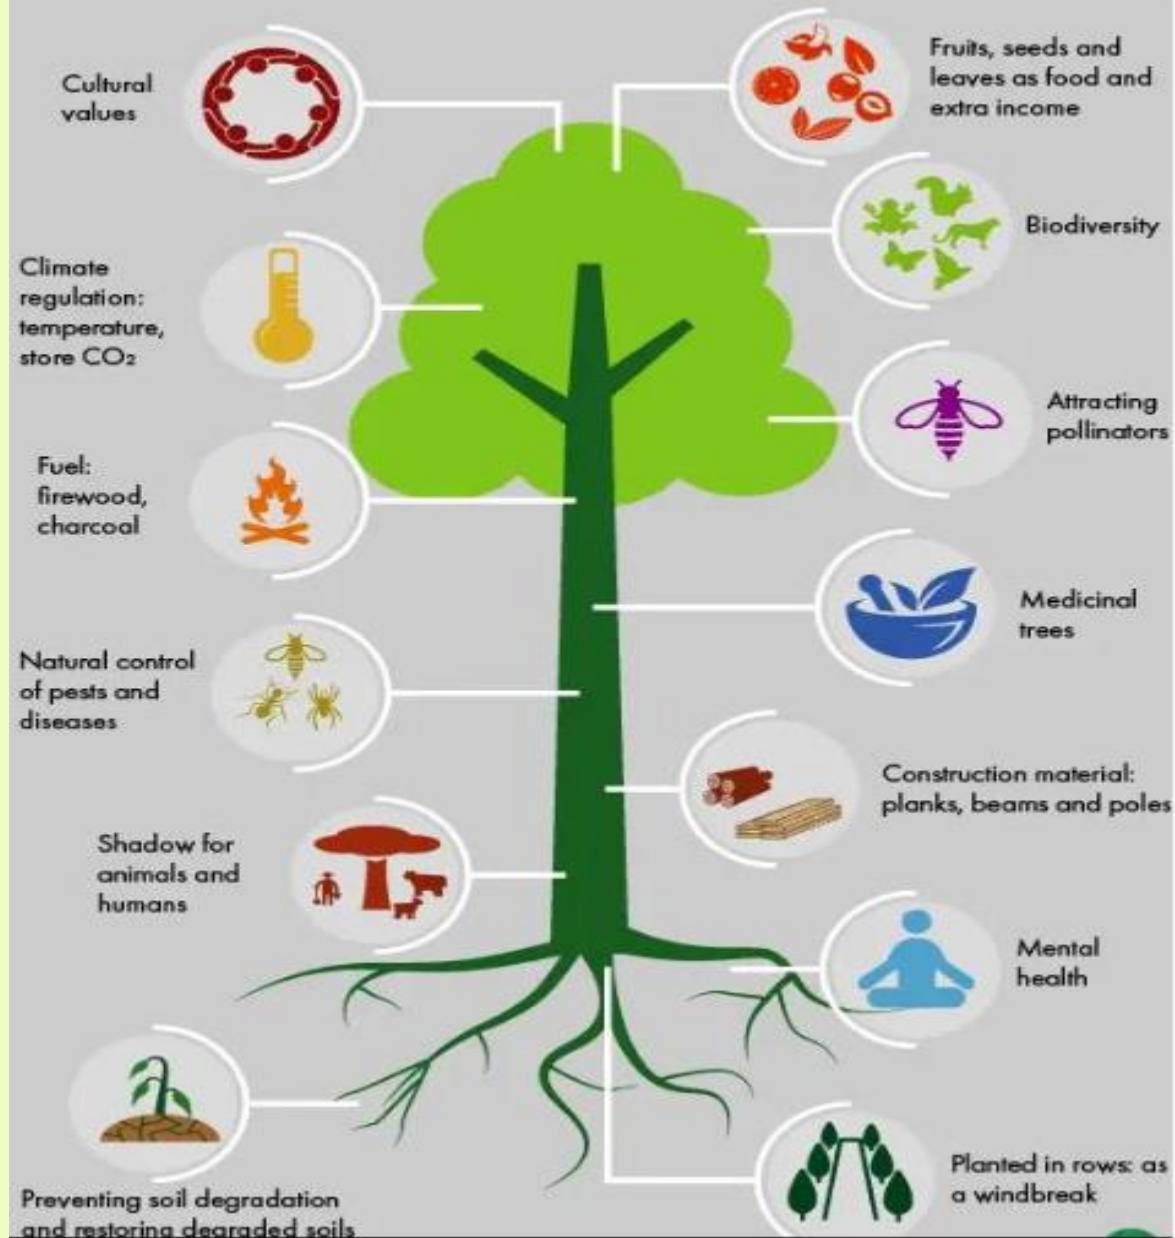 Cultural
values
Fruits, seeds and
leaves as food and
extra income
Biodiversity
Climate
regulation:
temperature,
store CO₂
Attracting
pollinators
Fuel:
firewood,
charcoal
Medicinal
trees
Natural control
of pests and
diseases
Construction material:
planks, beams and poles
Shadow for
animals and
humans
Mental
health
Planted in rows: as
a windbreak
Preventing soil degradation
and restoring degraded soils